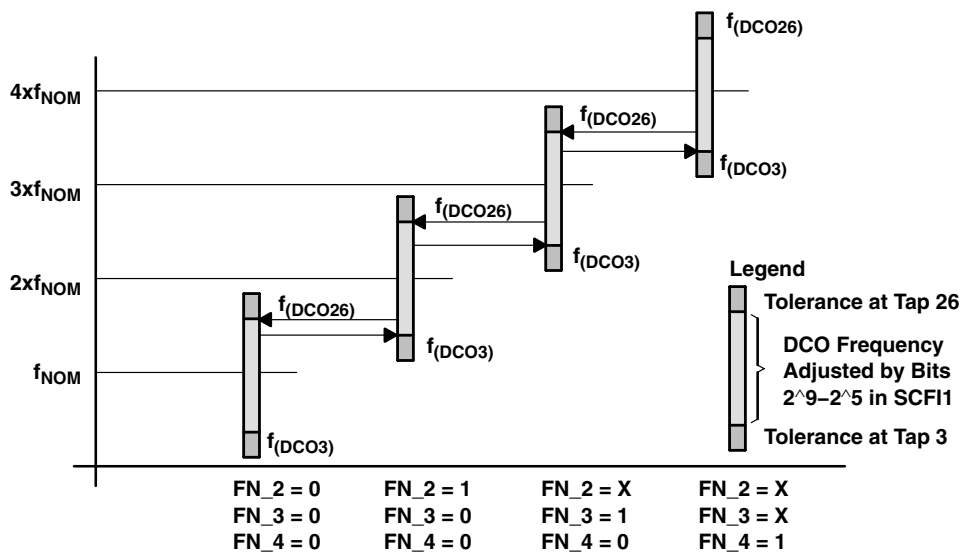 f(DCO26)
4xfNOM
f(DCO26)
f(DCO3)
3xfNOM
f(DCO26)
f(DCO3)
Legend
2xfNOM
Tolerance at Tap 26
f(DCO26)
f(DCO3)
DCO Frequency
Adjusted by Bits
2^9–2^5 in SCFI1
fNOM
Tolerance at Tap 3
f(DCO3)
FN_2 = 0
FN_3 = 0
FN_4 = 0
FN_2 = 1
FN_3 = 0
FN_4 = 0
FN_2 = X
FN_3 = 1
FN_4 = 0
FN_2 = X
FN_3 = X
FN_4 = 1